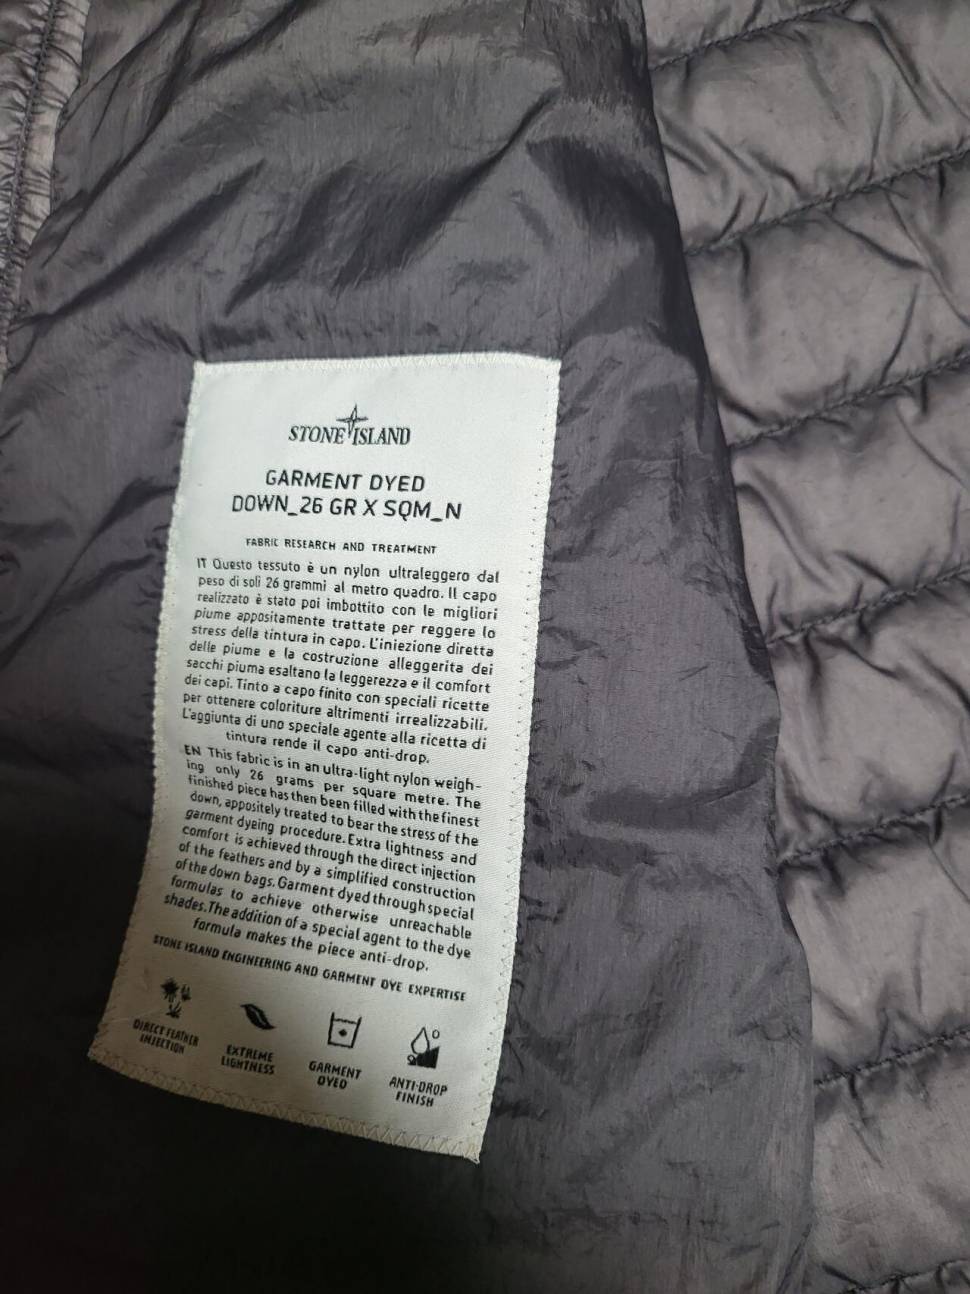 STONE ISLAND
GARMENT DYED
DOWN_26 GR X SQM_N
FABRIC RESEARCH AND TREATMENT
IT Questo tessuto è un nylon ultraleggero dal
peso di soli 26 grammi al metro quadro. Il capo
realizzato è stato poi imbottito con le migliori
piume appositamente trattate per reggere lo
stress della tintura in capo. L'iniezione diretta
delle piume e la costruzione alleggerita dei
sacchi piuma esaltano la leggerezza e il comfort
dei capi. Tinto a capo finito con speciali ricette
per ottenere coloriture altrimenti irrealizzabili.
L'aggiunta di uno speciale agente alla ricetta di
tintura rende il capo anti-drop.
EN This fabric is in an ultra-light nylon weigh-
ing only 26 grams per square metre. The
finished piece has then been filled with the finest
down, appositely treated to bear the stress of the
garment dyeing procedure. Extra lightness and
comfort is achieved through the direct injection
of the feathers and by a simplified construction
of the down bags. Garment dyed through special
formulas to achieve otherwise unreachable
shades. The addition of a special agent to the dye
formula makes the piece anti-drop.
STONE ISLAND ENGINEERING AND GARMENT DYE EXPERTISE
DIRECT FEATHER
INJECTION
EXTREME
LIGHTNESS
GARMENT
DYED
ANTI-DROP
FINISH